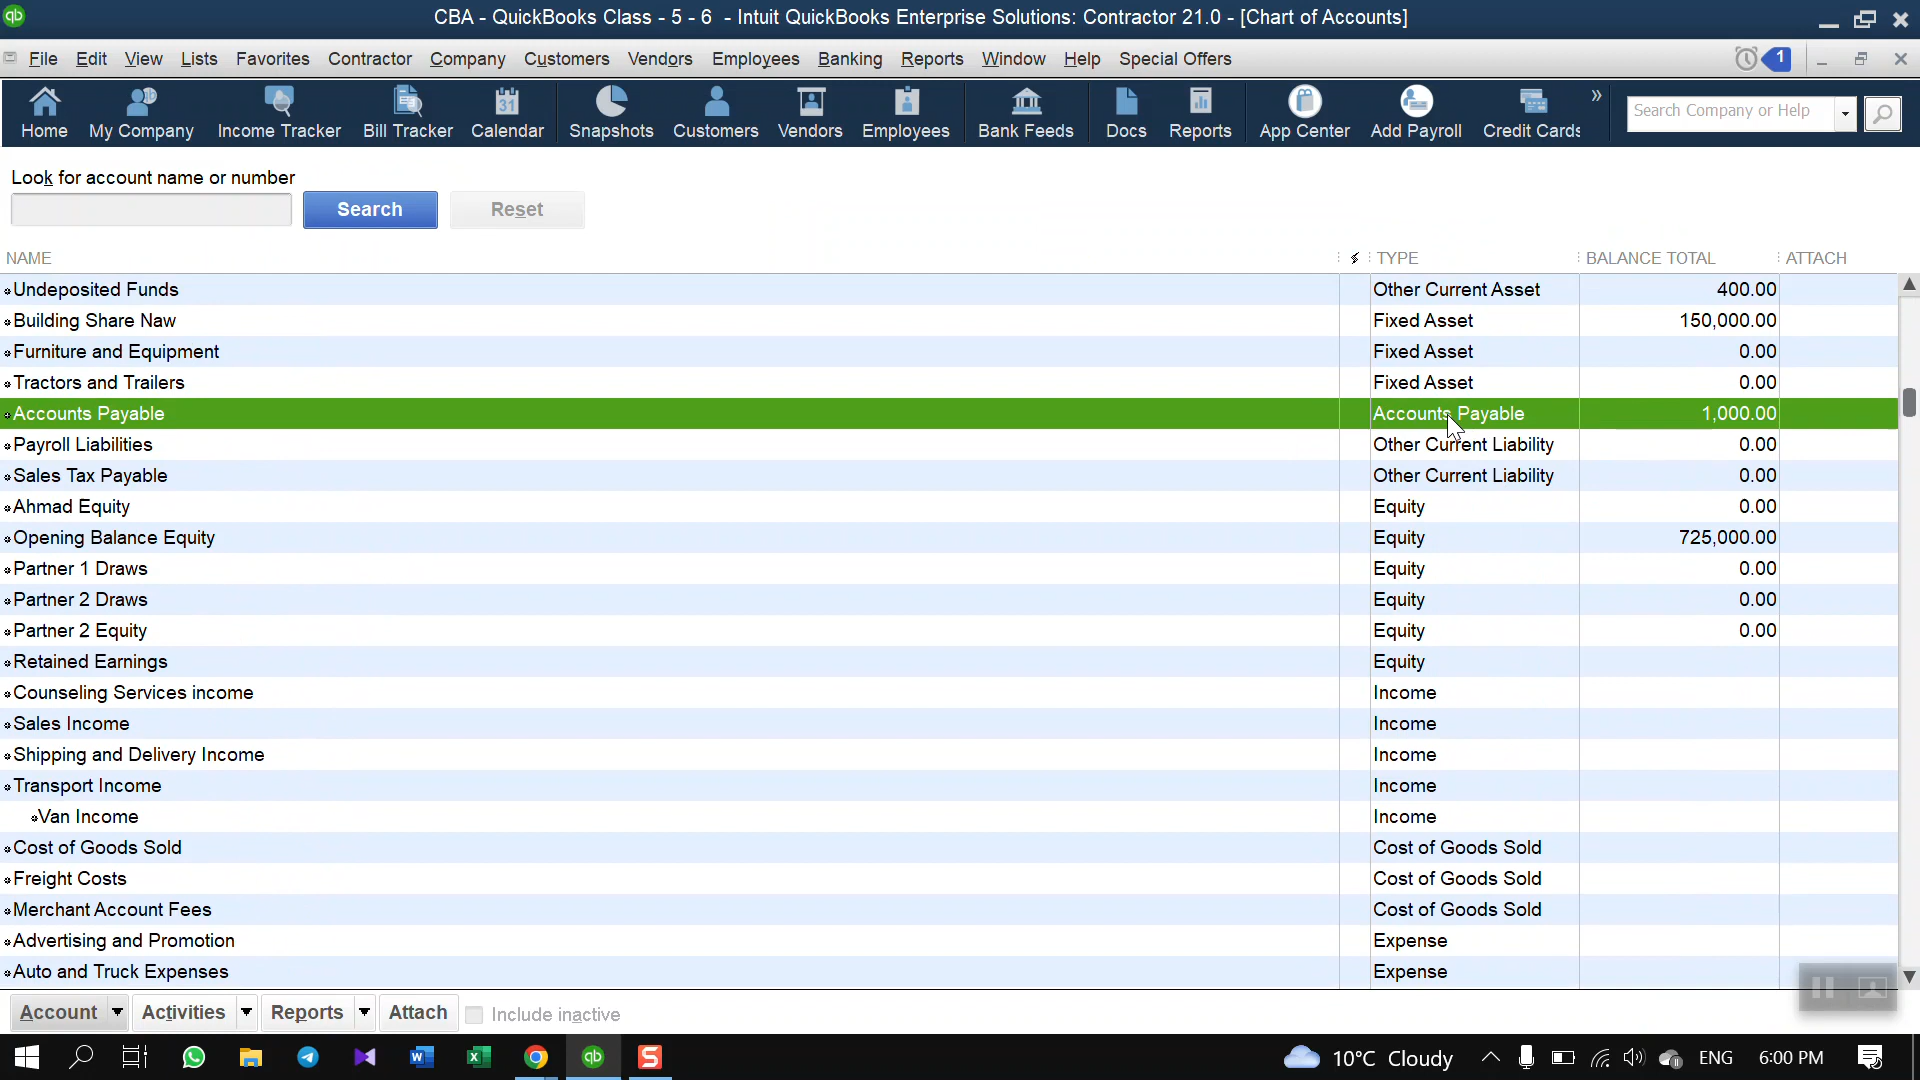 qb CBA - QuickBooks Class - 5 - 6 - Intuit QuickBooks Enterprise Solutions: Contractor 21.0 - [Chart of Accounts]
File Edit View Lists Favorites Contractor Company Customers Vendors Employees Banking Reports Window Help Special Offers 1
31
Home My Company Income Tracker Bill Tracker Calendar Snapshots Customers Vendors Employees Bank Feeds Docs Reports App Center Add Payroll Credit Cards » Search Company or Help
Look for account name or number
Search Reset
NAME TYPE BALANCE TOTAL ATTACH
Undeposited Funds Other Current Asset 400.00
Building Share Naw Fixed Asset 150,000.00
Furniture and Equipment Fixed Asset 0.00
Tractors and Trailers Fixed Asset 0.00
Accounts Payable Accounts Payable 1,000.00
Payroll Liabilities Other Current Liability 0.00
Sales Tax Payable Other Current Liability 0.00
Ahmad Equity Equity 0.00
Opening Balance Equity Equity 725,000.00
Partner 1 Draws Equity 0.00
Partner 2 Draws Equity 0.00
Partner 2 Equity Equity 0.00
Retained Earnings Equity
Counseling Services income Income
Sales Income Income
Shipping and Delivery Income Income
Transport Income Income
Van Income Income
Cost of Goods Sold Cost of Goods Sold
Freight Costs Cost of Goods Sold
Merchant Account Fees Cost of Goods Sold
Advertising and Promotion Expense
Auto and Truck Expenses Expense
Account Activities Reports Attach Include inactive
10°C Cloudy ENG 6:00 PM